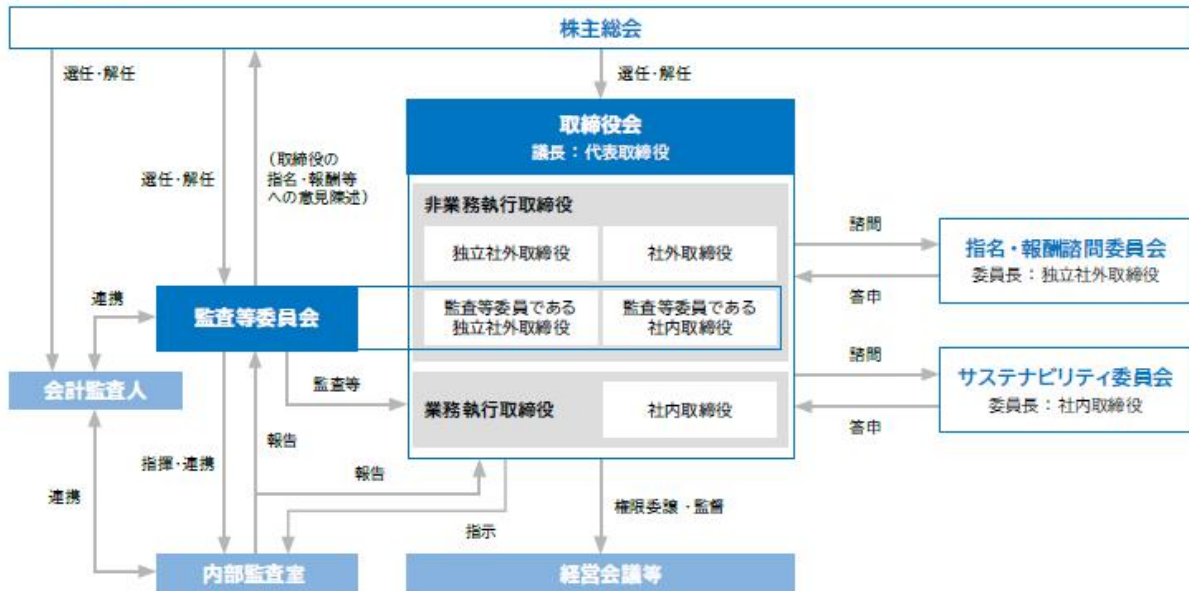 株主総会
選任・解任
選任・解任
選任・解任
(取締役の
指名・報酬等
への意見陳述)
取締役会
議長：代表取締役
非業務執行取締役
独立社外取締役
社外取締役
監査等委員である
独立社外取締役
監査等委員である
社内取締役
業務執行取締役
社内取締役
諮問
答申
指名・報酬諮問委員会
委員長：独立社外取締役
諮問
答申
サステナビリティ委員会
委員長：社内取締役
連携
監査等委員会
会計監査人
監査等
指揮・連携
報告
報告
連携
指示
権限委譲・監督
内部監査室
経営会議等